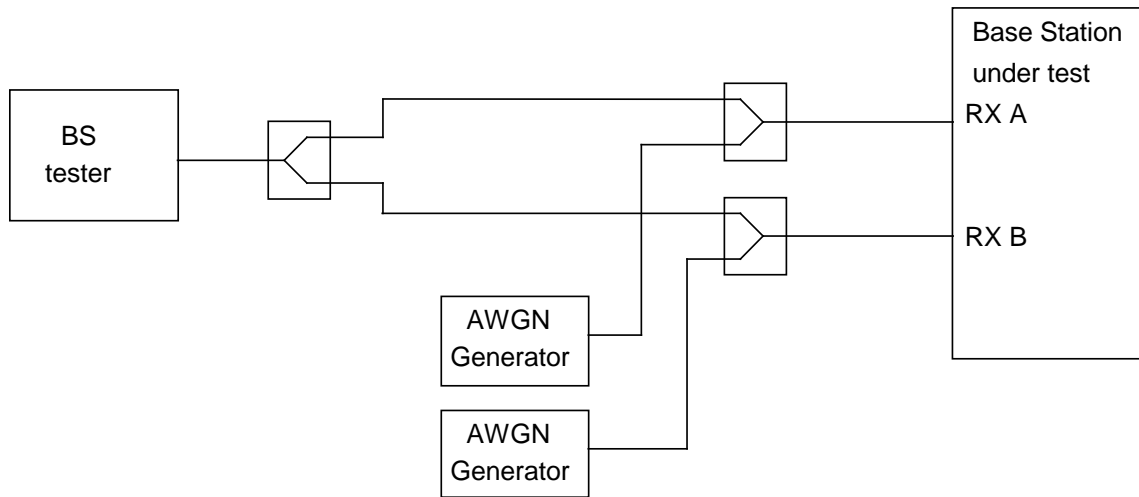 BS
tester
Base Station
under test
RX A
RX B
AWGN
Generator
AWGN
Generator